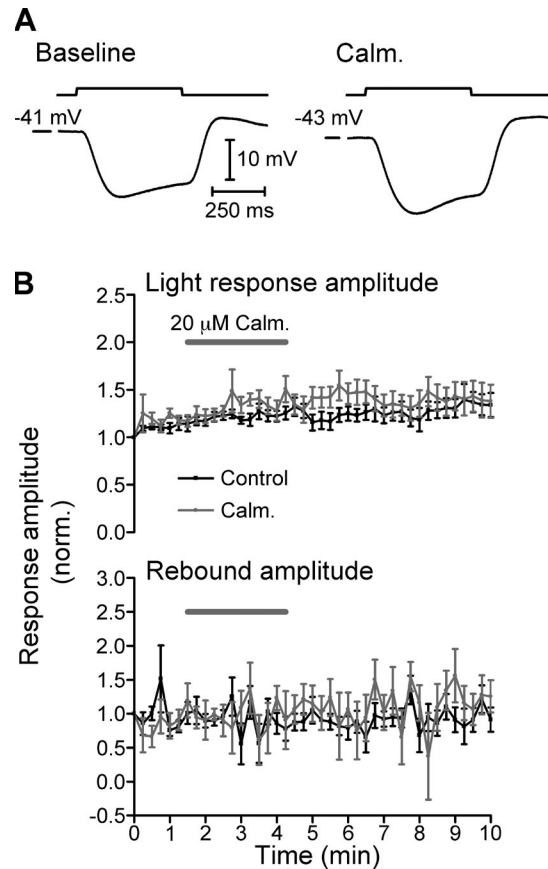 A
Baseline
Calm.
-41 mV
-43 mV
10 mV
250 ms
B
Light response amplitude
20 µM Calm.
2.5
2.0
1.5
1.0
0.5
0.0
Control
Calm.
Response amplitude
(norm.)
Rebound amplitude
3.0
2.5
2.0
1.5
1.0
0.5
0.0
-0.5
0 1 2 3 4 5 6 7 8 9 10
Time (min)